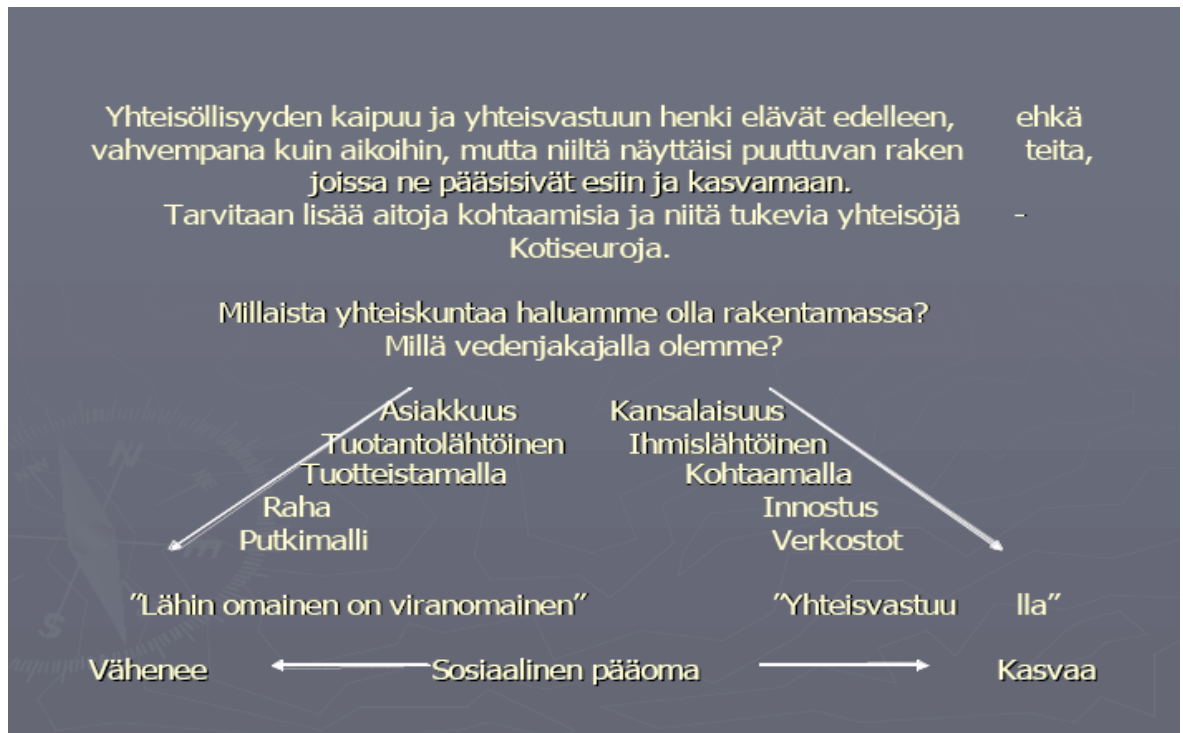 Yhteisöllisyyden kaipuu ja yhteisvastuun henki elävät edelleen, ehkä
vahvempana kuin aikoihin, mutta niiltä näyttäisi puuttuvan raken teita,
joissa ne pääsisivät esiin ja kasvamaan.
Tarvitaan lisää aitoja kohtaamisia ja niitä tukevia yhteisöjä -
Kotiseuroja.
Millaista yhteiskuntaa haluamme olla rakentamassa?
Millä vedenjakajalla olemme?
Asiakkuus Kansalaisuus
Tuotantolähtöinen Ihmislähtöinen
Tuotteistamalla Kohtaamalla
Raha Innostus
Putkimalli Verkostot
”Lähin omainen on viranomainen” ”Yhteisvastuu lla”
Vähenee Sosiaalinen pääoma Kasvaa